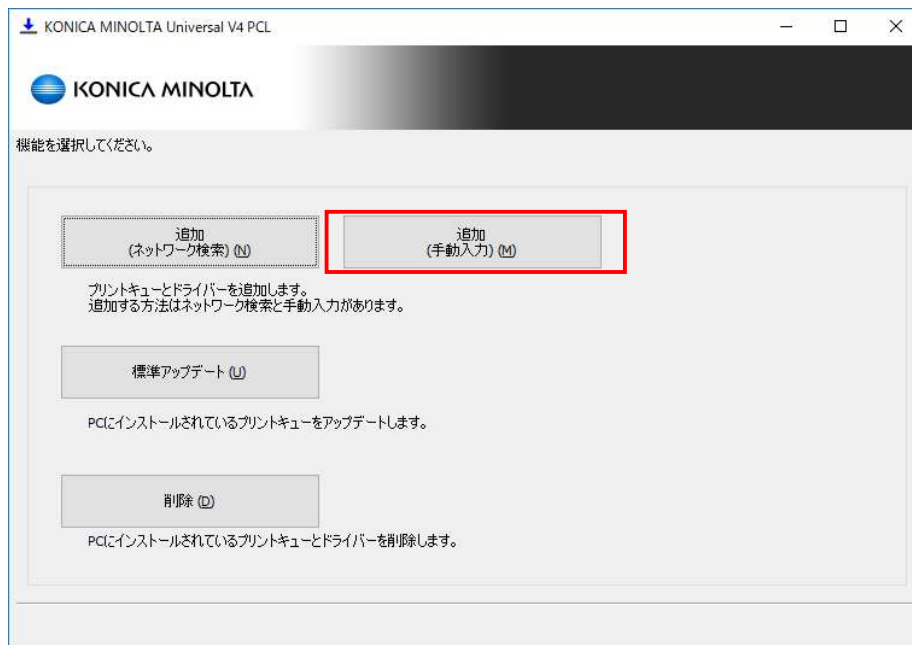 KONICA MINOLTA Universal V4 PCL
KONICA MINOLTA
機能を選択してください。
追加
(ネットワーク検索) (N)
追加
(手動入力) (M)
プリントキューとドライバーを追加します。
追加する方法はネットワーク検索と手動入力があります。
標準アップデート (U)
PCにインストールされているプリントキューをアップデートします。
削除 (D)
PCにインストールされているプリントキューとドライバーを削除します。